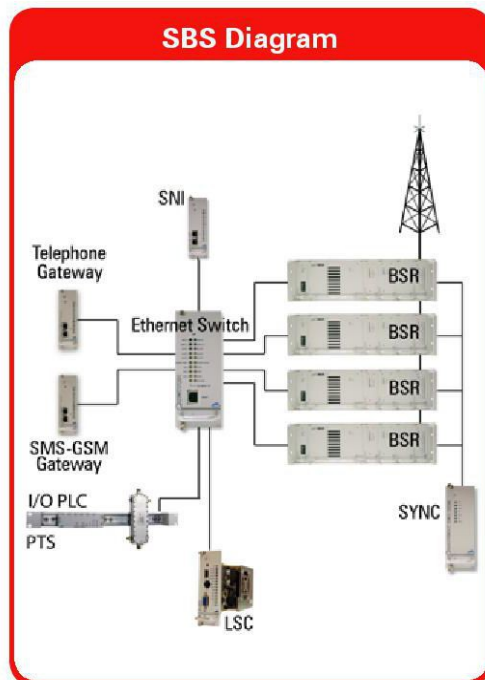 SBS Diagram
SNI
Telephone
Gateway
Ethernet Switch
BSR
BSR
BSR
BSR
SMS-GSM
Gateway
I/O PLC
PTS
SYNC
LSC